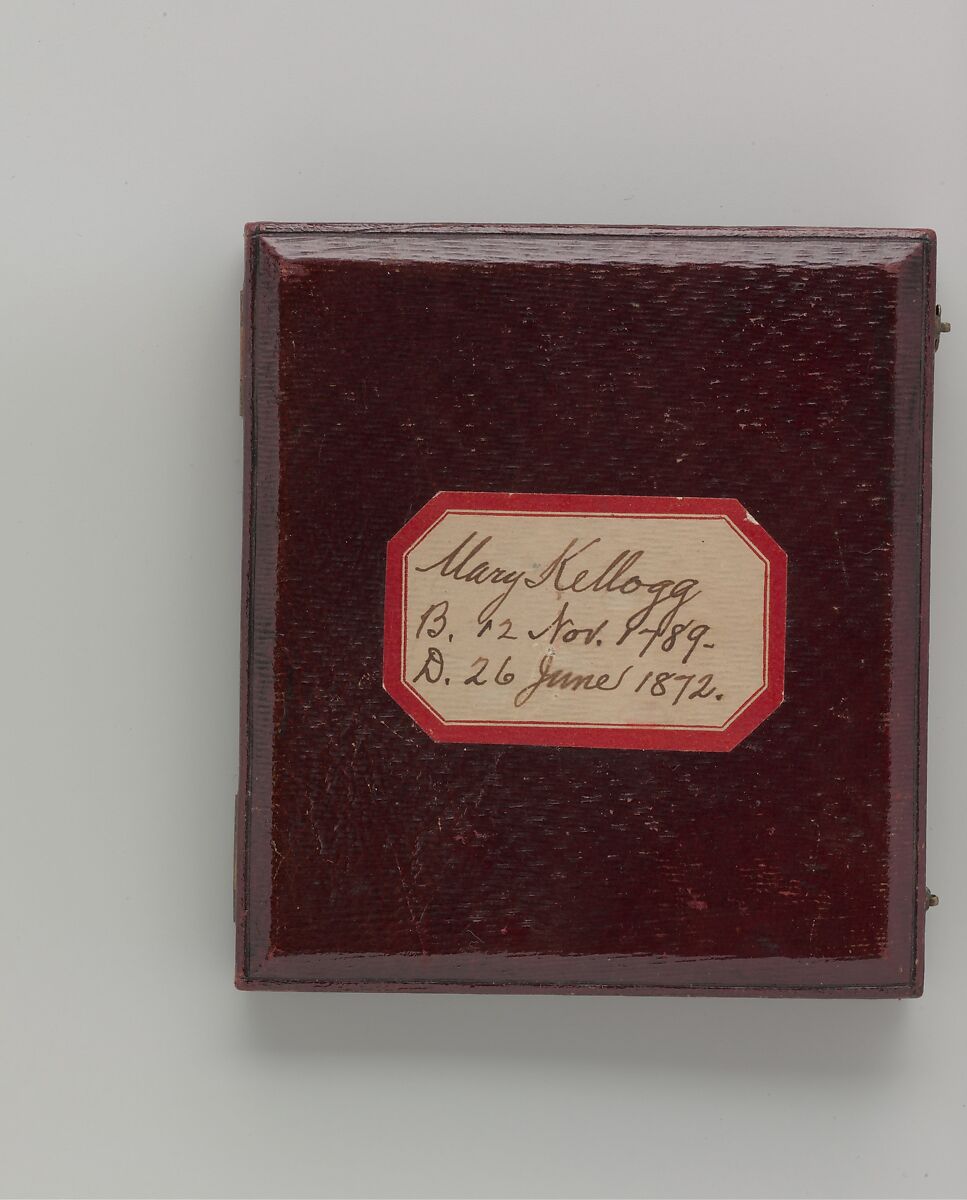 Mary Kellogg
B. 12 Nov. 1789-
D. 26 June 1872.